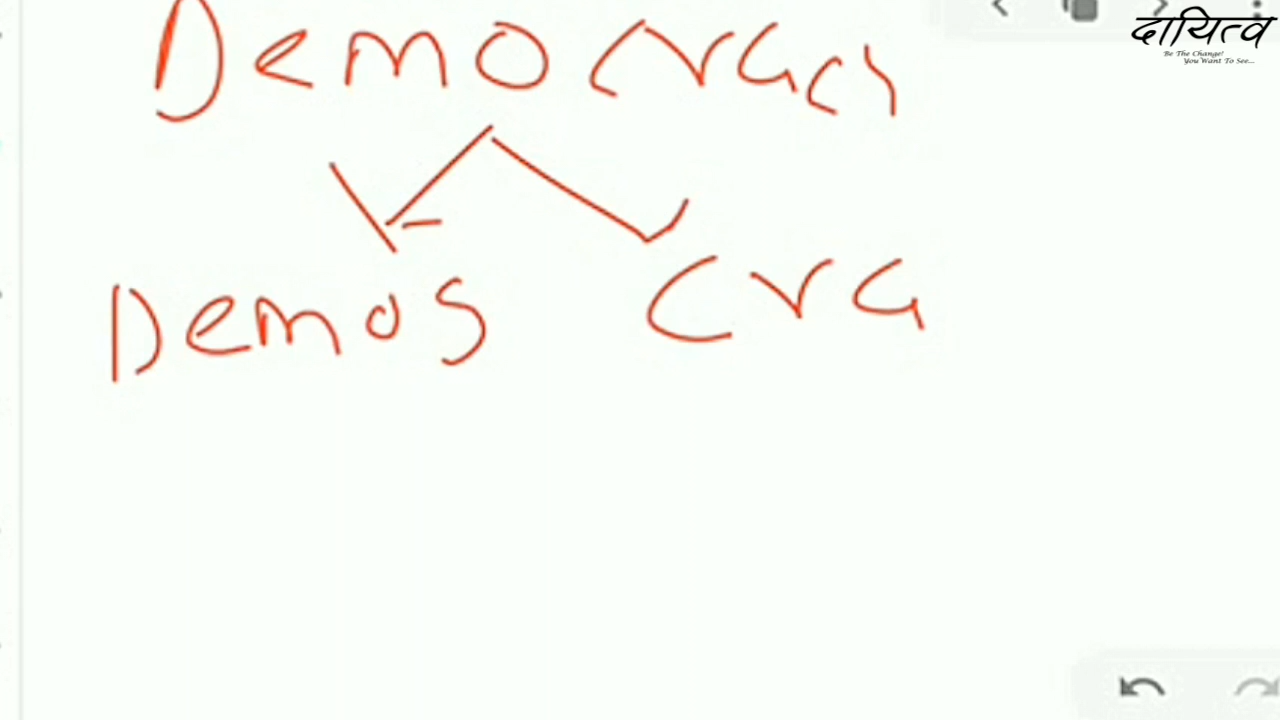 दायित्व
Be The Change!
You Want To See...
Democracy
Demos Cra